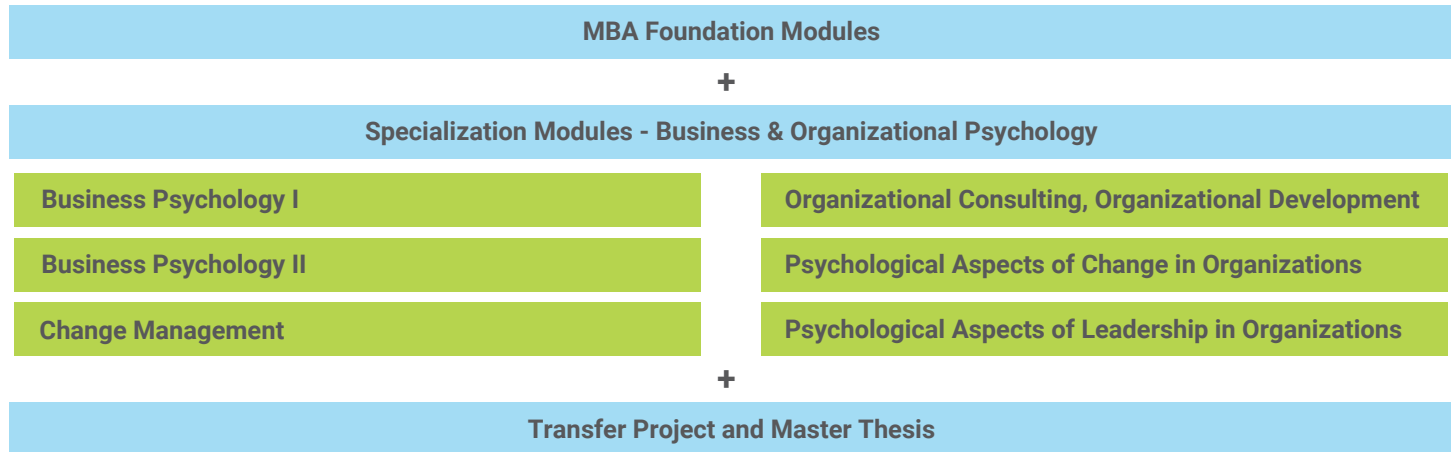 MBA Foundation Modules
+
Specialization Modules - Business & Organizational Psychology
Business Psychology I
Organizational Consulting, Organizational Development
Business Psychology II
Psychological Aspects of Change in Organizations
Change Management
Psychological Aspects of Leadership in Organizations
+
Transfer Project and Master Thesis